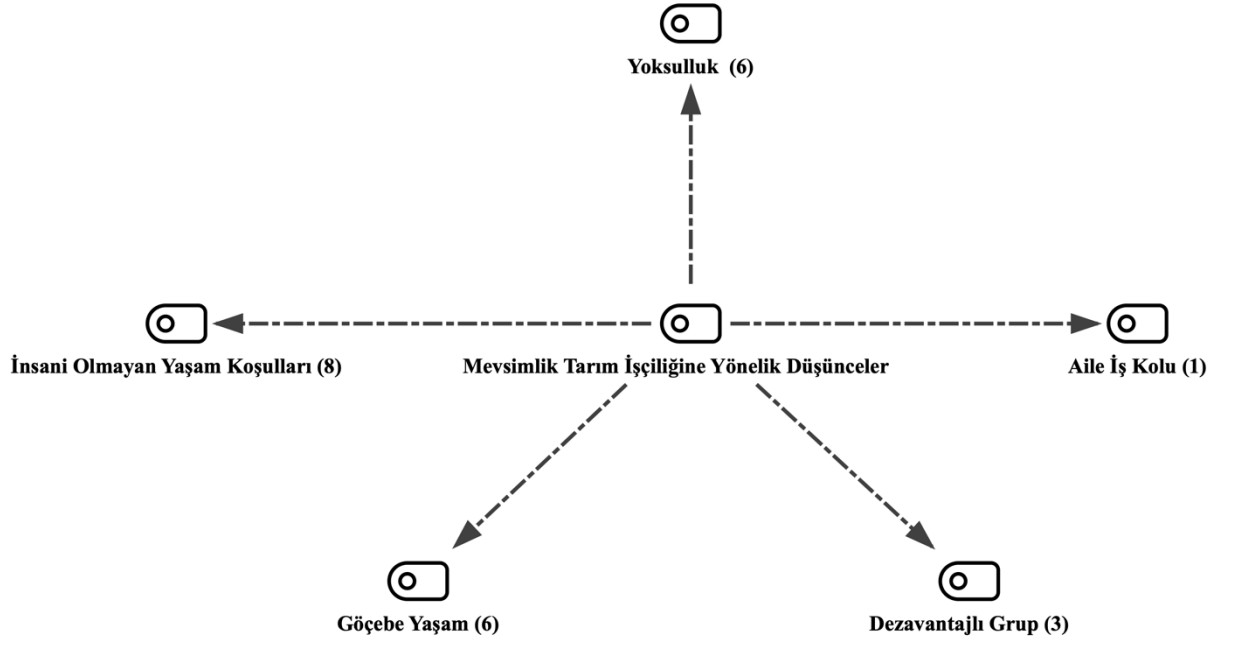 Yoksulluk  (6)
İnsani Olmayan Yaşam Koşulları (8)
Mevsimlik Tarım İşçiliğine Yönelik Düşünceler
Aile İş Kolu (1)
Göçebe Yaşam (6)
Dezavantajlı Grup (3)